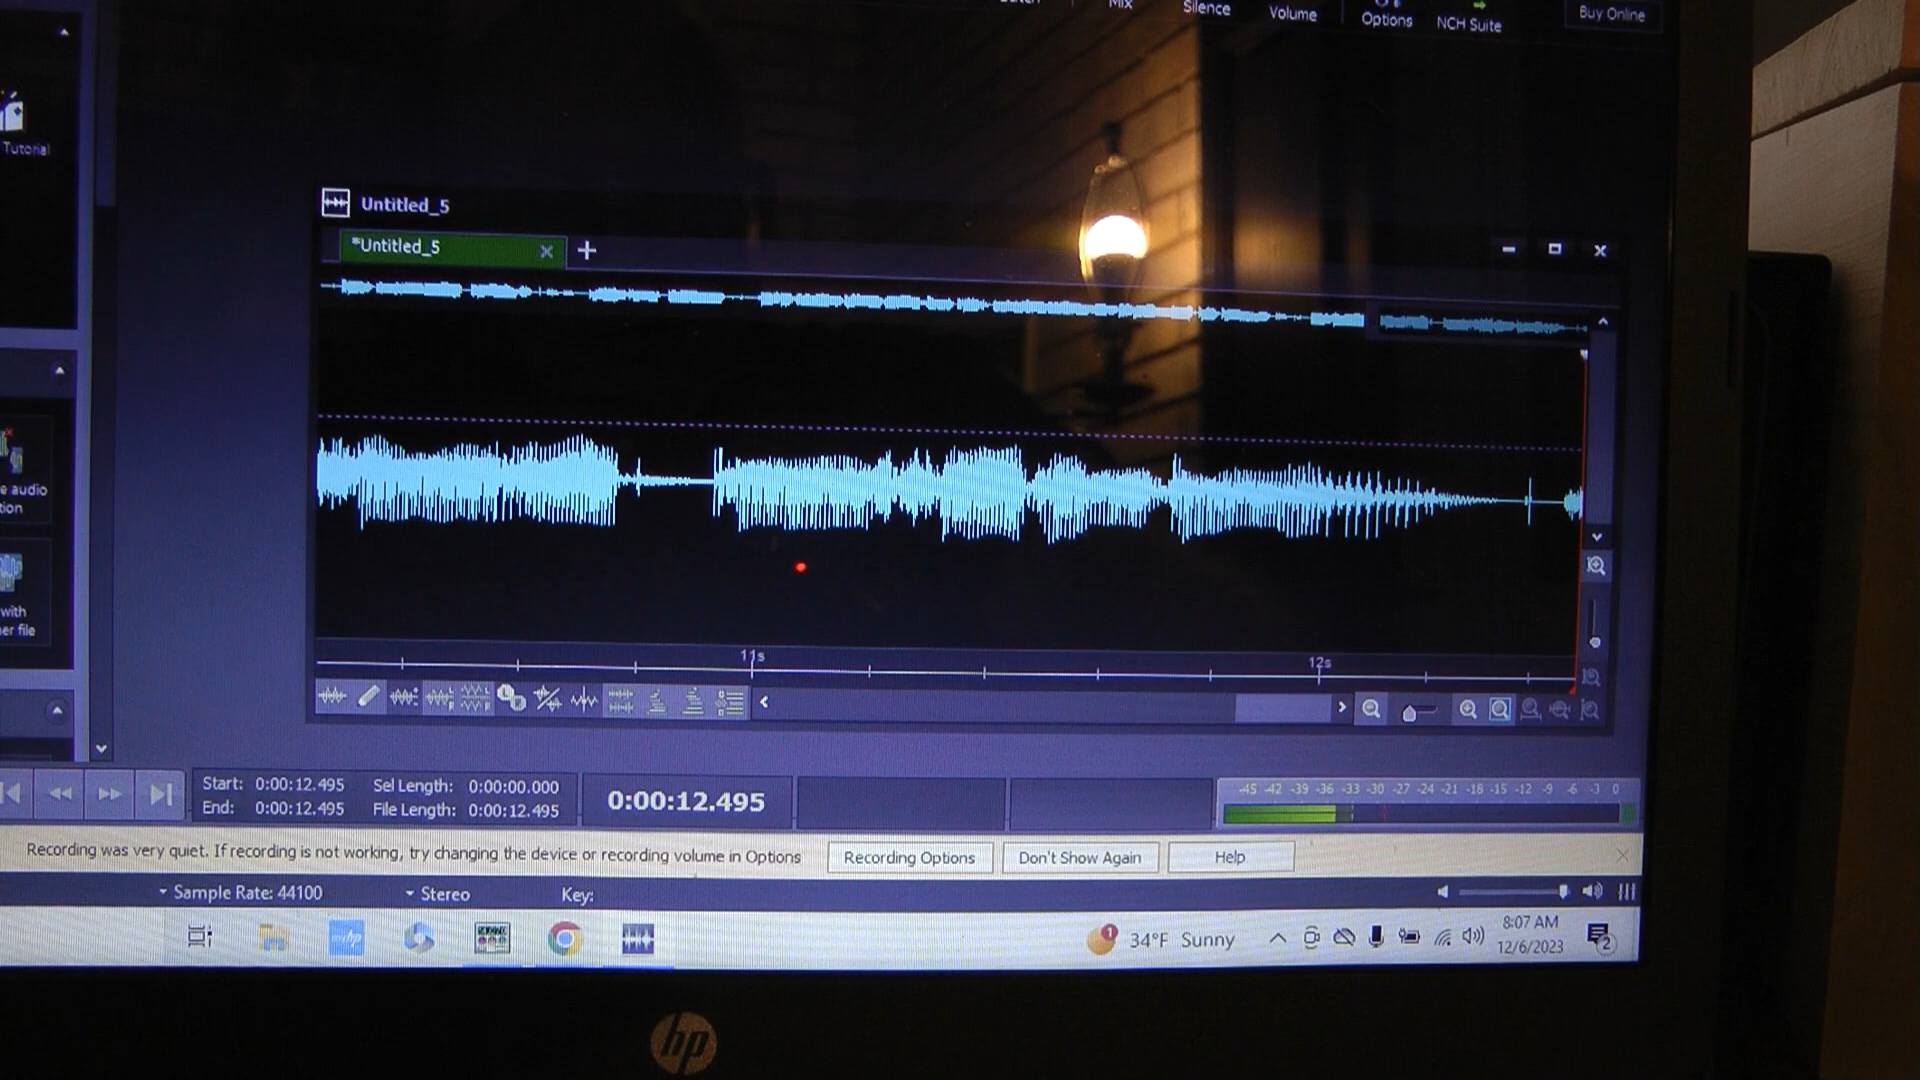 Mix
Silence
Volume
Options
NCH Suite
Buy Online
Tutorial
Untitled_5
*Untitled_5
e audio
tion
with
er file
11s
12s
Start: 0:00:12.495
Sel Length: 0:00:00.000
End: 0:00:12.495
File Length: 0:00:12.495
0:00:12.495
-45 -42 -39 -36 -33 -30 -27 -24 -21 -18 -15 -12 -9 -6 -3 0
Recording was very quiet. If recording is not working, try changing the device or recording volume in Options
Recording Options
Don't Show Again
Help
Sample Rate: 44100
Stereo
Key:
myhp
1
34°F Sunny
8:07 AM
12/6/2023
2
hp